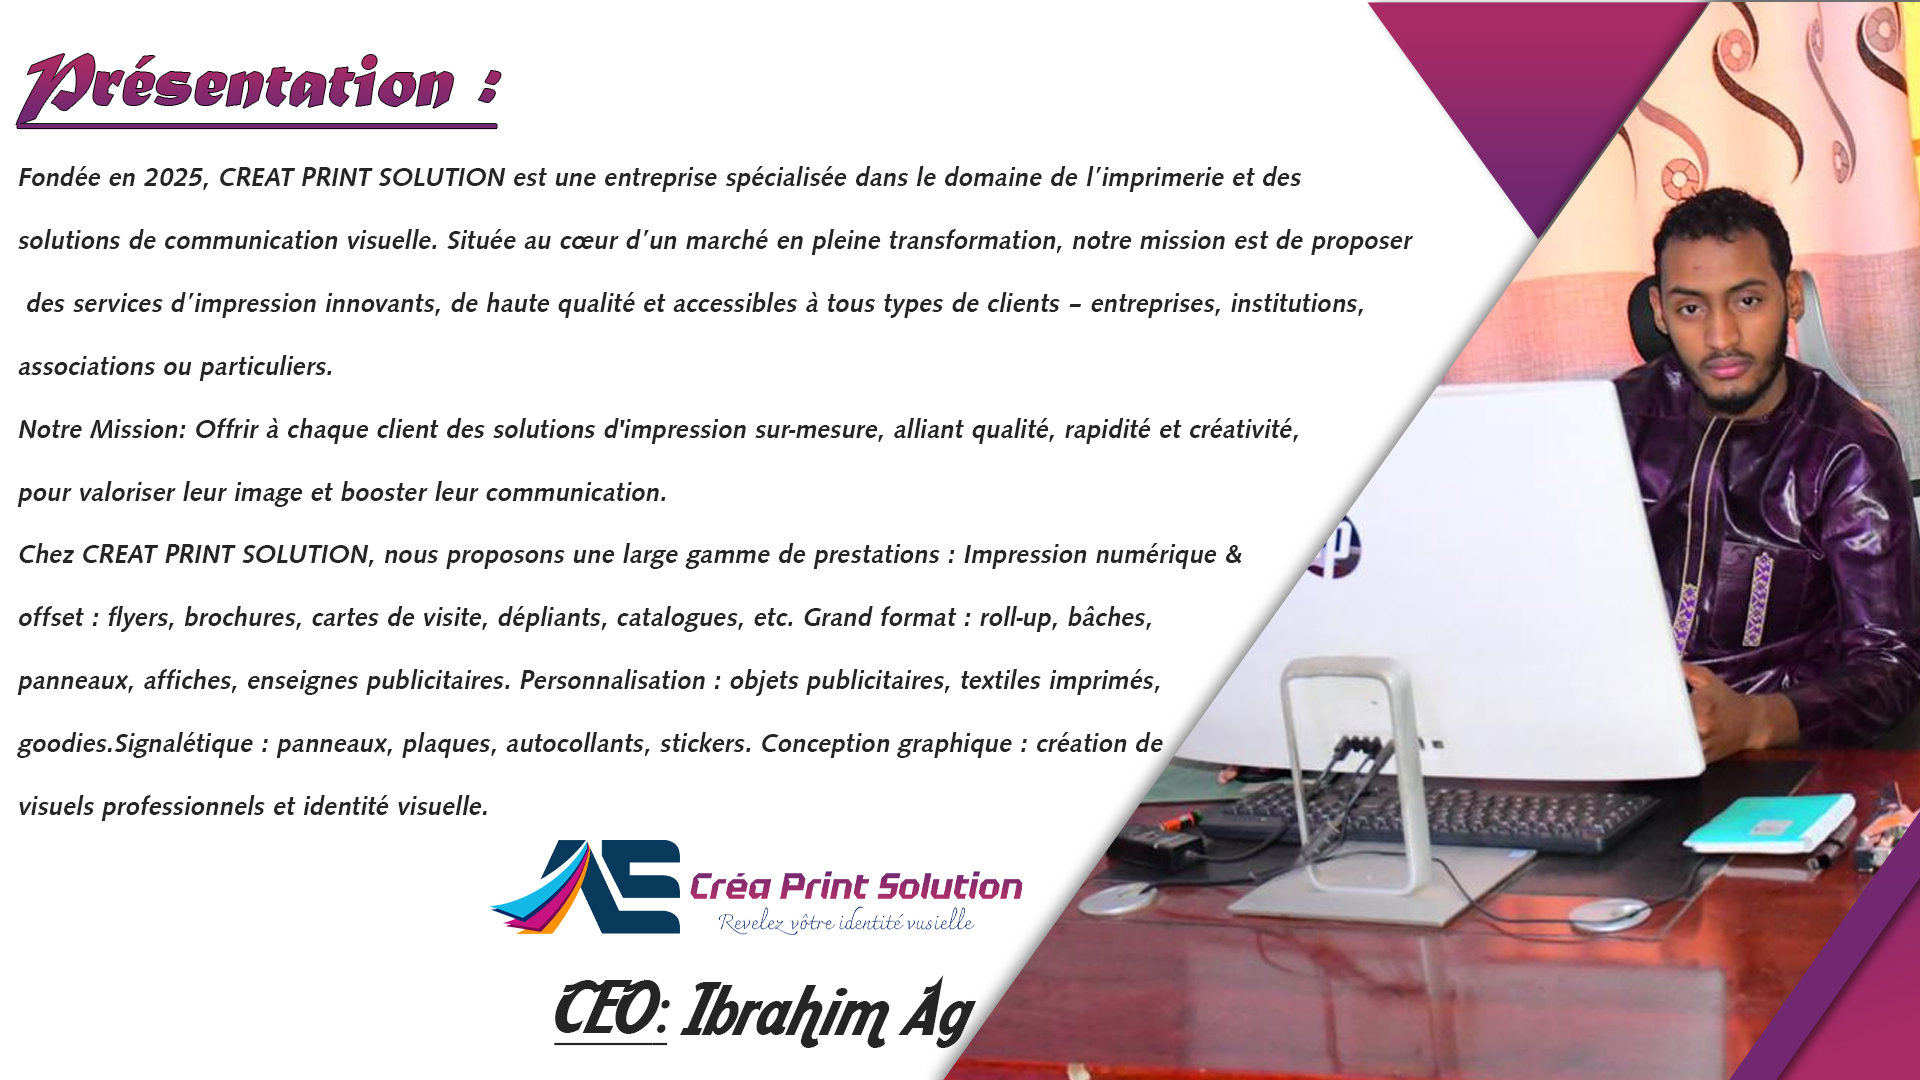 Présentation :
Fondée en 2025, CREAT PRINT SOLUTION est une entreprise spécialisée dans le domaine de l’imprimerie et des
solutions de communication visuelle. Située au cœur d’un marché en pleine transformation, notre mission est de proposer
des services d’impression innovants, de haute qualité et accessibles à tous types de clients – entreprises, institutions,
associations ou particuliers.
Notre Mission: Offrir à chaque client des solutions d'impression sur-mesure, alliant qualité, rapidité et créativité,
pour valoriser leur image et booster leur communication.
Chez CREAT PRINT SOLUTION, nous proposons une large gamme de prestations : Impression numérique &
offset : flyers, brochures, cartes de visite, dépliants, catalogues, etc. Grand format : roll-up, bâches,
panneaux, affiches, enseignes publicitaires. Personnalisation : objets publicitaires, textiles imprimés,
goodies.Signalétique : panneaux, plaques, autocollants, stickers. Conception graphique : création de
visuels professionnels et identité visuelle.
Créa Print Solution
Revelez vôtre identité vusielle
CEO: Ibrahim Ag
hp